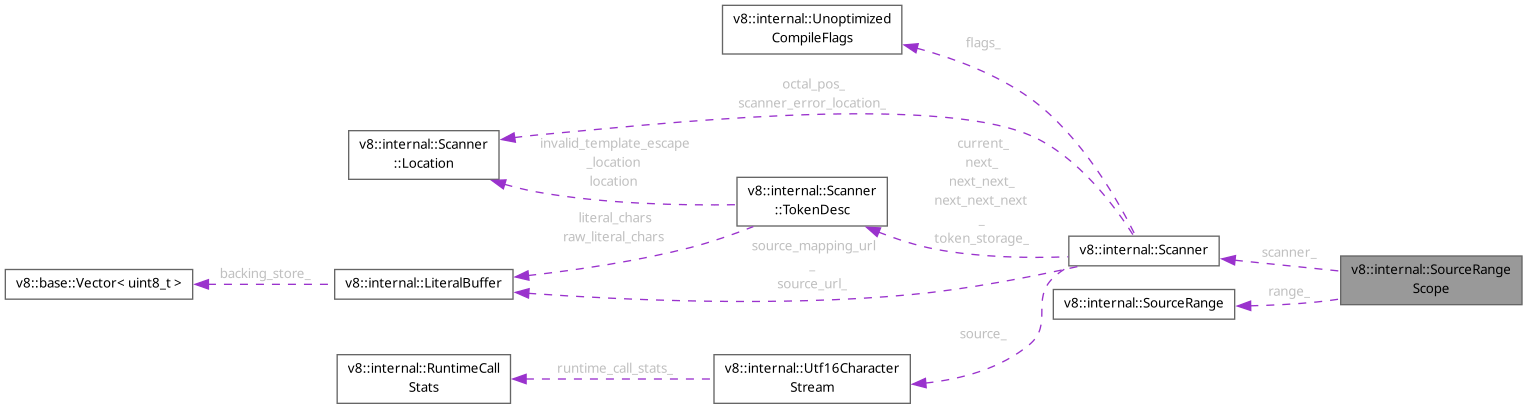 v8::internal::Unoptimized
CompileFlags
flags_
octal_pos_
scanner_error_location_
v8::internal::Scanner
::Location
invalid_template_escape
_location
location
current_
next_
next_next_
next_next_next
_
token_storage_
v8::internal::Scanner
::TokenDesc
literal_chars
raw_literal_chars
source_mapping_url
_
source_url_
v8::internal::Scanner
scanner_
v8::internal::SourceRange
Scope
range_
v8::base::Vector< uint8_t >
backing_store_
v8::internal::LiteralBuffer
v8::internal::SourceRange
source_
v8::internal::RuntimeCall
Stats
runtime_call_stats_
v8::internal::Utf16Character
Stream